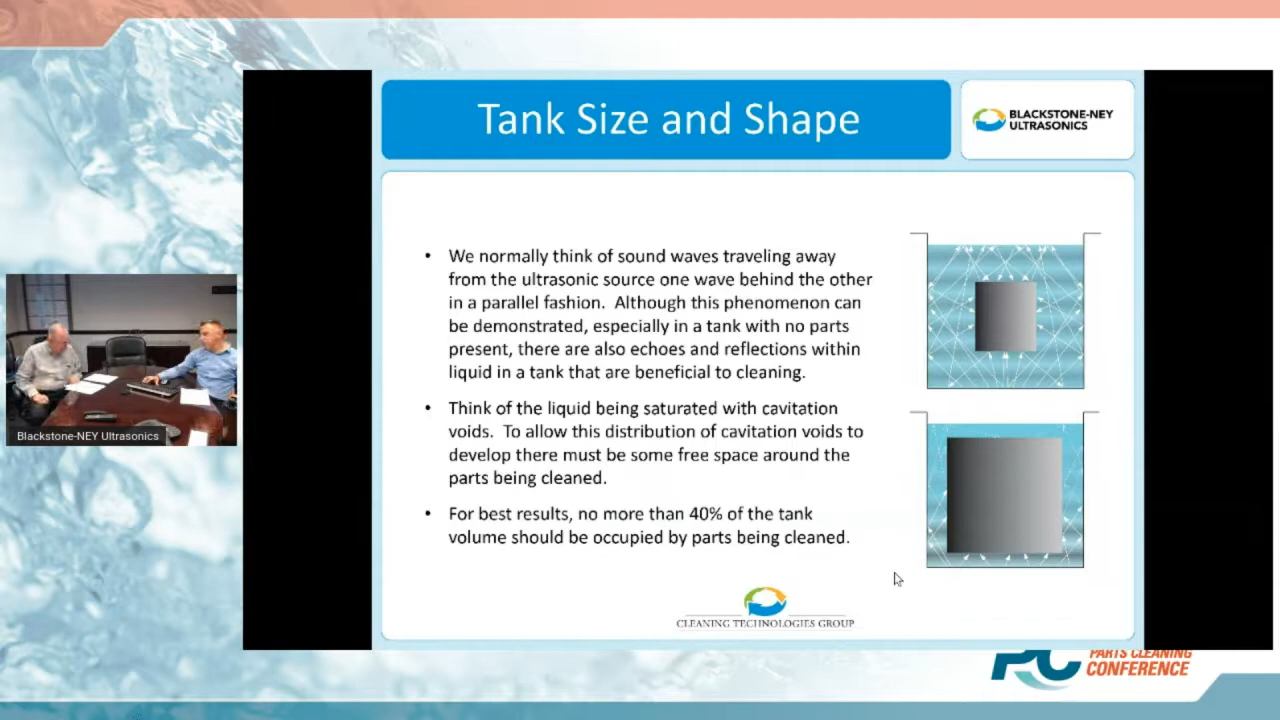 Tank Size and Shape
BLACKSTONE-NEY
ULTRASONICS
• We normally think of sound waves traveling away
from the ultrasonic source one wave behind the other
in a parallel fashion.  Although this phenomenon can
be demonstrated, especially in a tank with no parts
present, there are also echoes and reflections within
liquid in a tank that are beneficial to cleaning.
• Think of the liquid being saturated with cavitation
voids.  To allow this distribution of cavitation voids to
develop there must be some free space around the
parts being cleaned.
• For best results, no more than 40% of the tank
volume should be occupied by parts being cleaned.
Blackstone-NEY Ultrasonics
CLEANING TECHNOLOGIES GROUP
PC
PARTS CLEANING
CONFERENCE